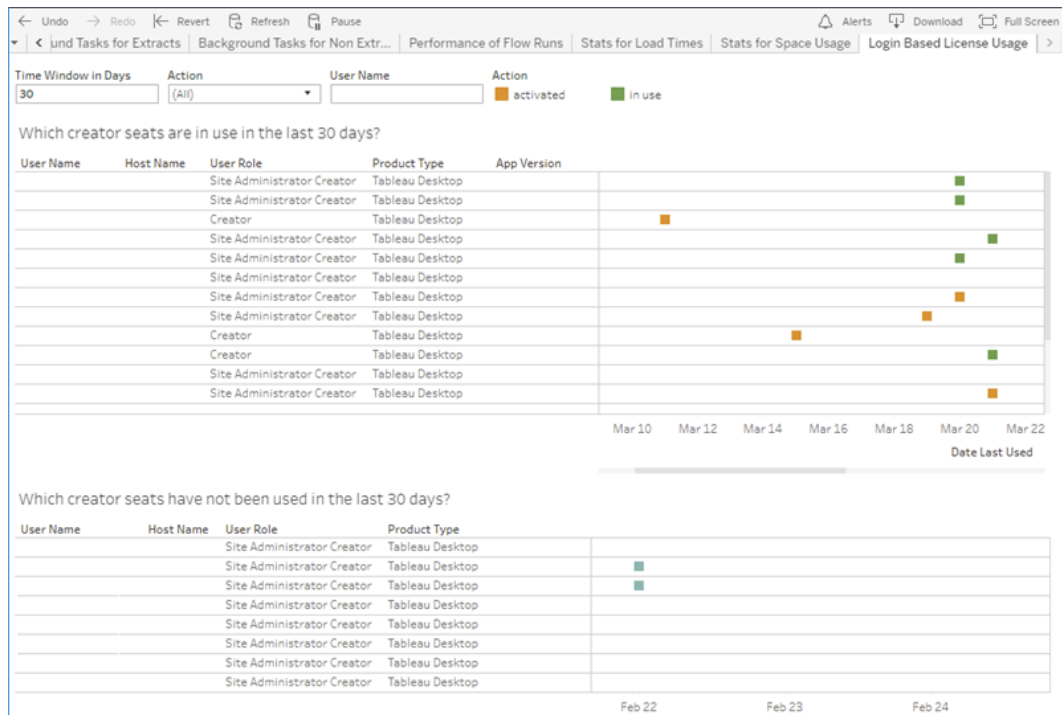 Undo Redo Revert Refresh Pause Alerts Download Full Screen
und Tasks for Extracts Background Tasks for Non Extr... Performance of Flow Runs Stats for Load Times Stats for Space Usage Login Based License Usage
Time Window in Days Action User Name Action
30 (All) activated in use
Which creator seats are in use in the last 30 days?
User Name Host Name User Role Product Type App Version
Site Administrator Creator Tableau Desktop
Site Administrator Creator Tableau Desktop
Creator Tableau Desktop
Site Administrator Creator Tableau Desktop
Site Administrator Creator Tableau Desktop
Site Administrator Creator Tableau Desktop
Site Administrator Creator Tableau Desktop
Site Administrator Creator Tableau Desktop
Creator Tableau Desktop
Creator Tableau Desktop
Site Administrator Creator Tableau Desktop
Site Administrator Creator Tableau Desktop
Mar 10 Mar 12 Mar 14 Mar 16 Mar 18 Mar 20 Mar 22
Date Last Used
Which creator seats have not been used in the last 30 days?
User Name Host Name User Role Product Type
Site Administrator Creator Tableau Desktop
Site Administrator Creator Tableau Desktop
Site Administrator Creator Tableau Desktop
Site Administrator Creator Tableau Desktop
Site Administrator Creator Tableau Desktop
Site Administrator Creator Tableau Desktop
Site Administrator Creator Tableau Desktop
Site Administrator Creator Tableau Desktop
Feb 22 Feb 23 Feb 24